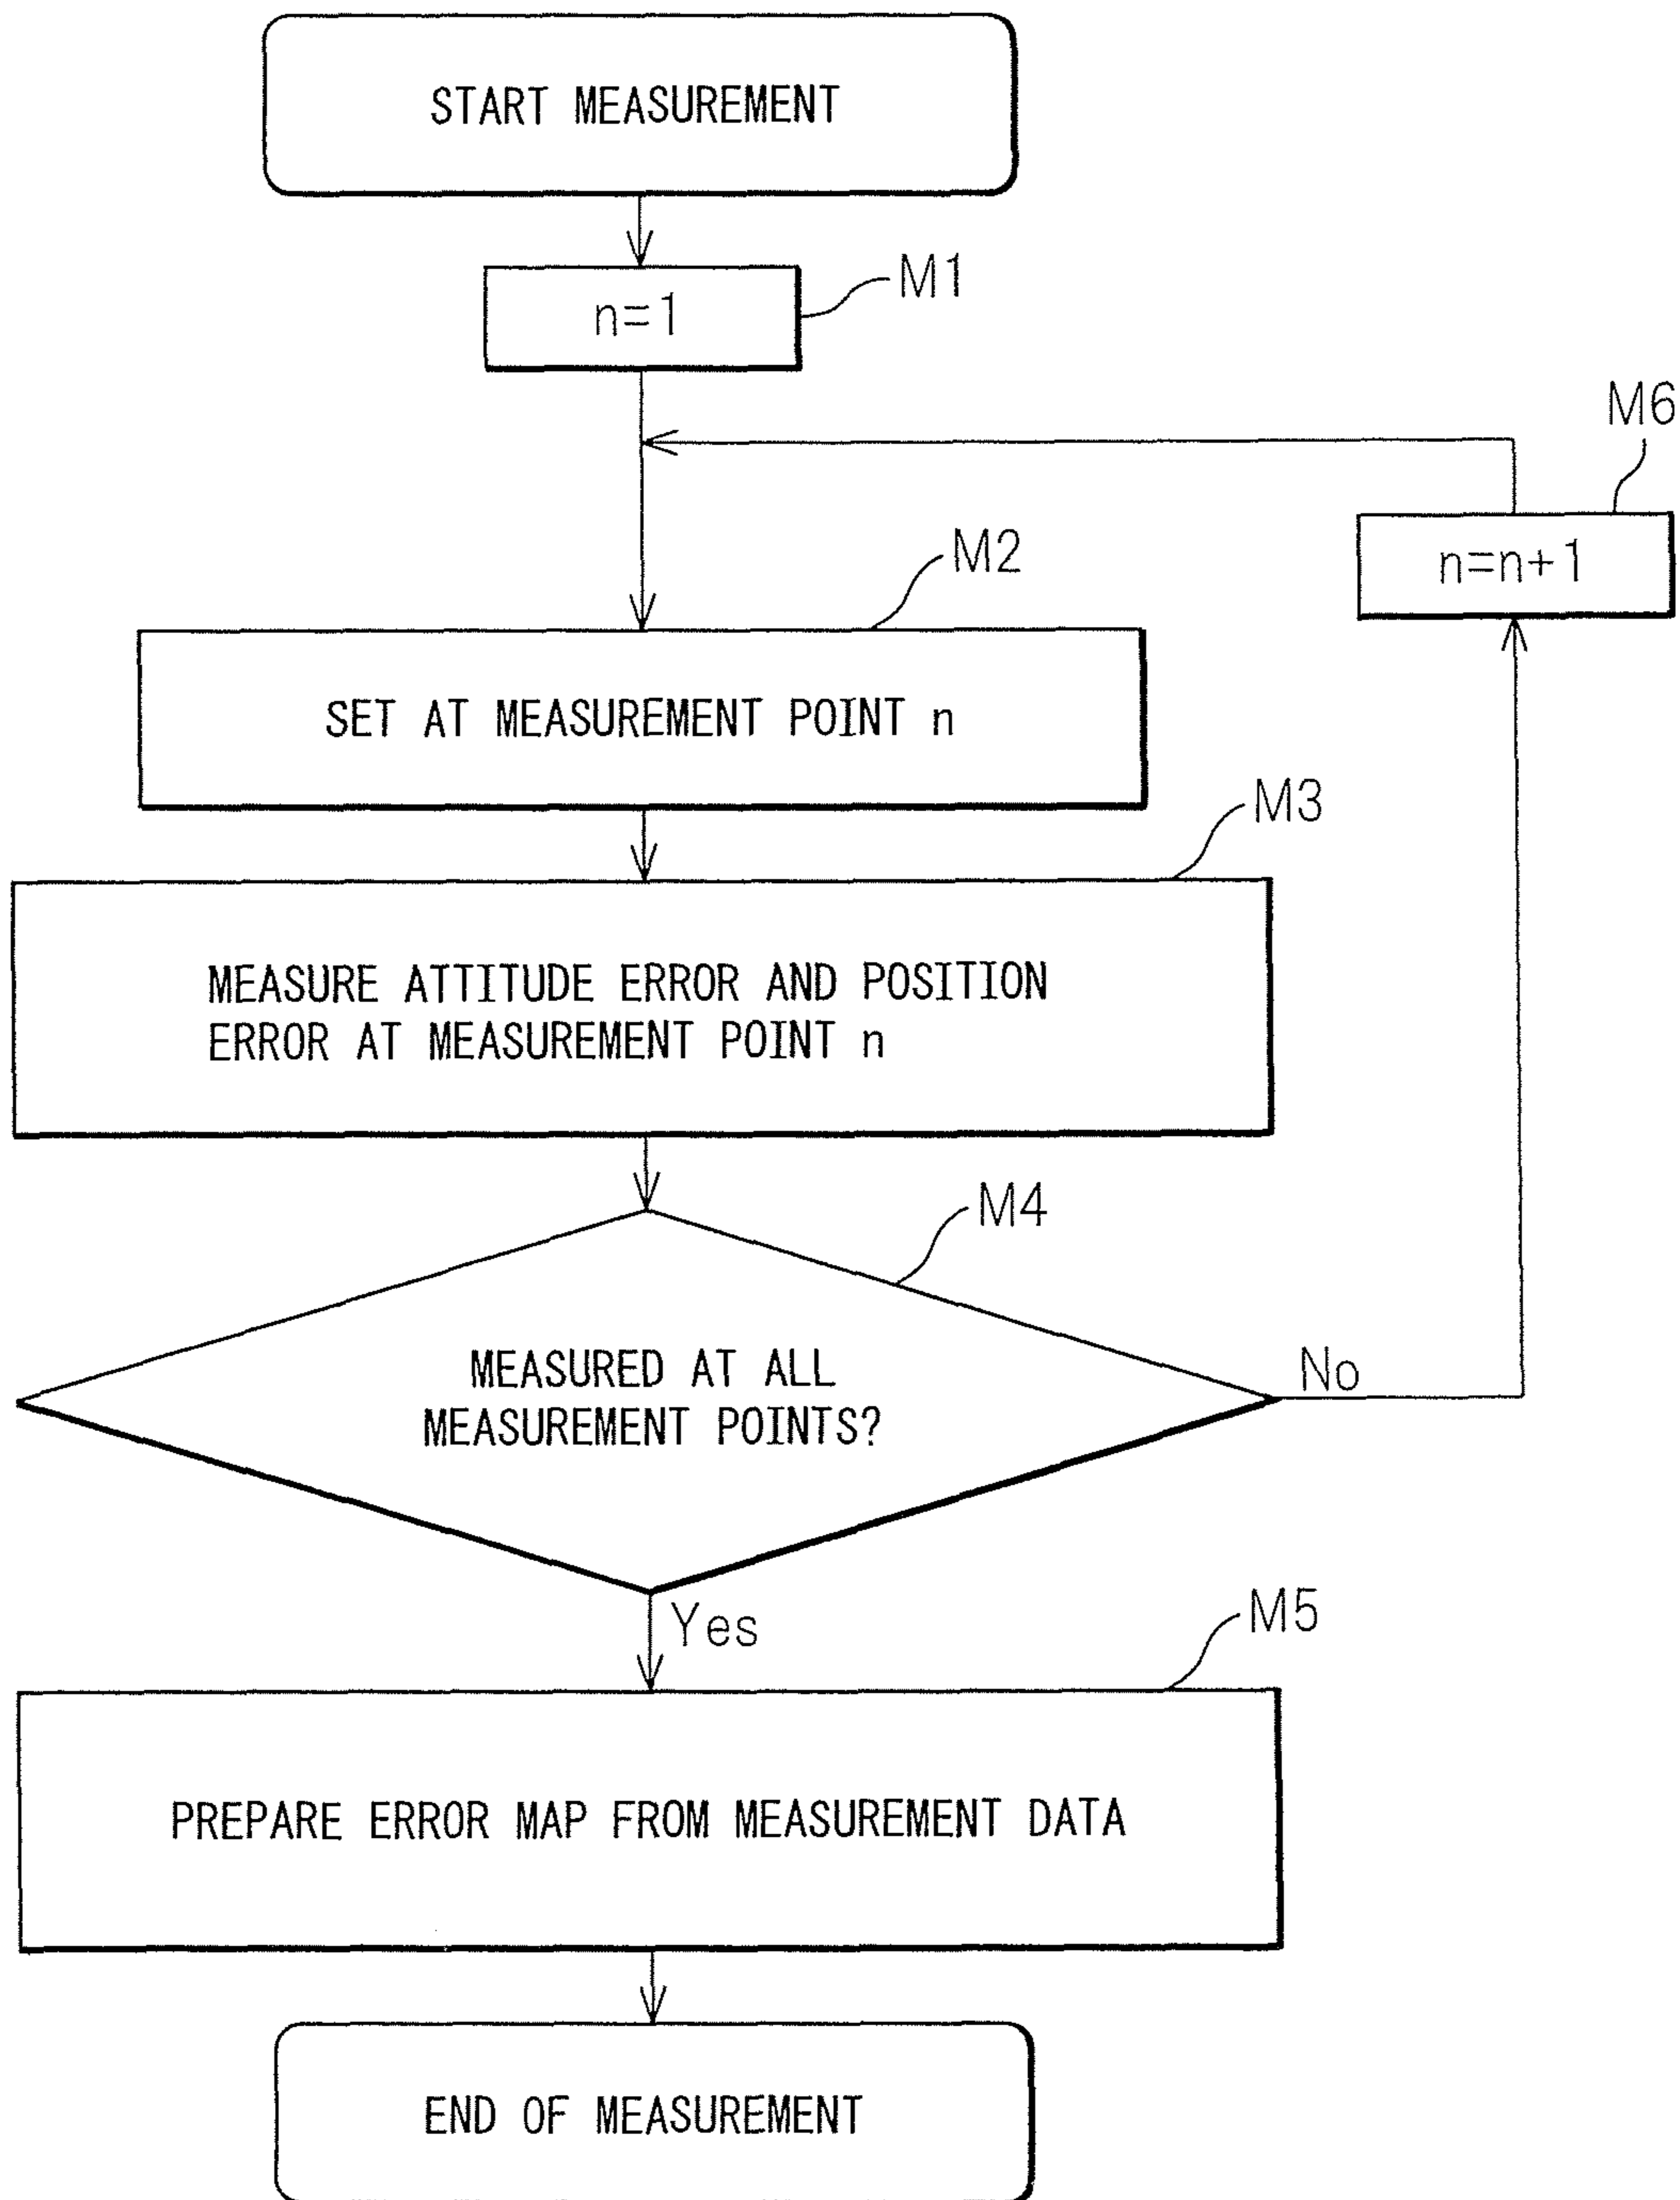 START MEASUREMENT
M1
n=1
M6
n=n+1
M2
SET AT MEASUREMENT POINT n
M3
MEASURE ATTITUDE ERROR AND POSITION
ERROR AT MEASUREMENT POINT n
M4
MEASURED AT ALL
MEASUREMENT POINTS?
No
Yes
M5
PREPARE ERROR MAP FROM MEASUREMENT DATA
END OF MEASUREMENT